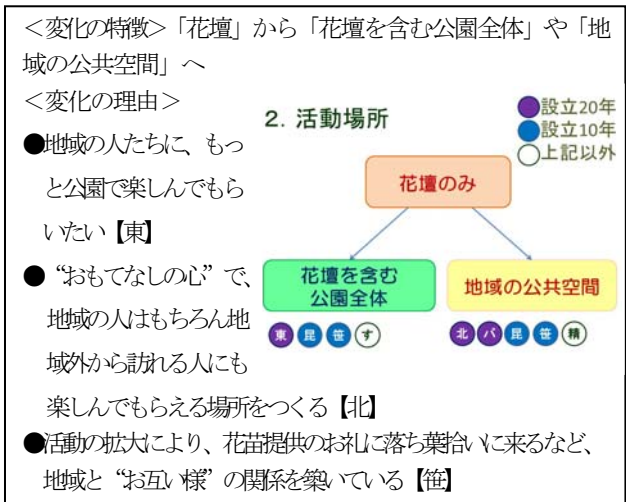 ＜変化の特徴＞「花壇」から「花壇を含む公園全体」や「地
域の公共空間」へ
＜変化の理由＞
●地域の人たちに、もっ
と公園で楽しんでもら
いたい【東】
●“おもてなしの心”で、
地域の人はもちろん地
域外から訪れる人にも
楽しんでもらえる場所をつくる【北】
●活動の拡大により、花苗提供のお礼に落ち葉拾いに来るなど、
地域と“お互い様”の関係を築いている【笹】
2. 活動場所
設立20年
設立10年
上記以外
花壇のみ
花壇を含む
公園全体
地域の公共空間
東 昆 笹 す
北 バ 昆 笹 精